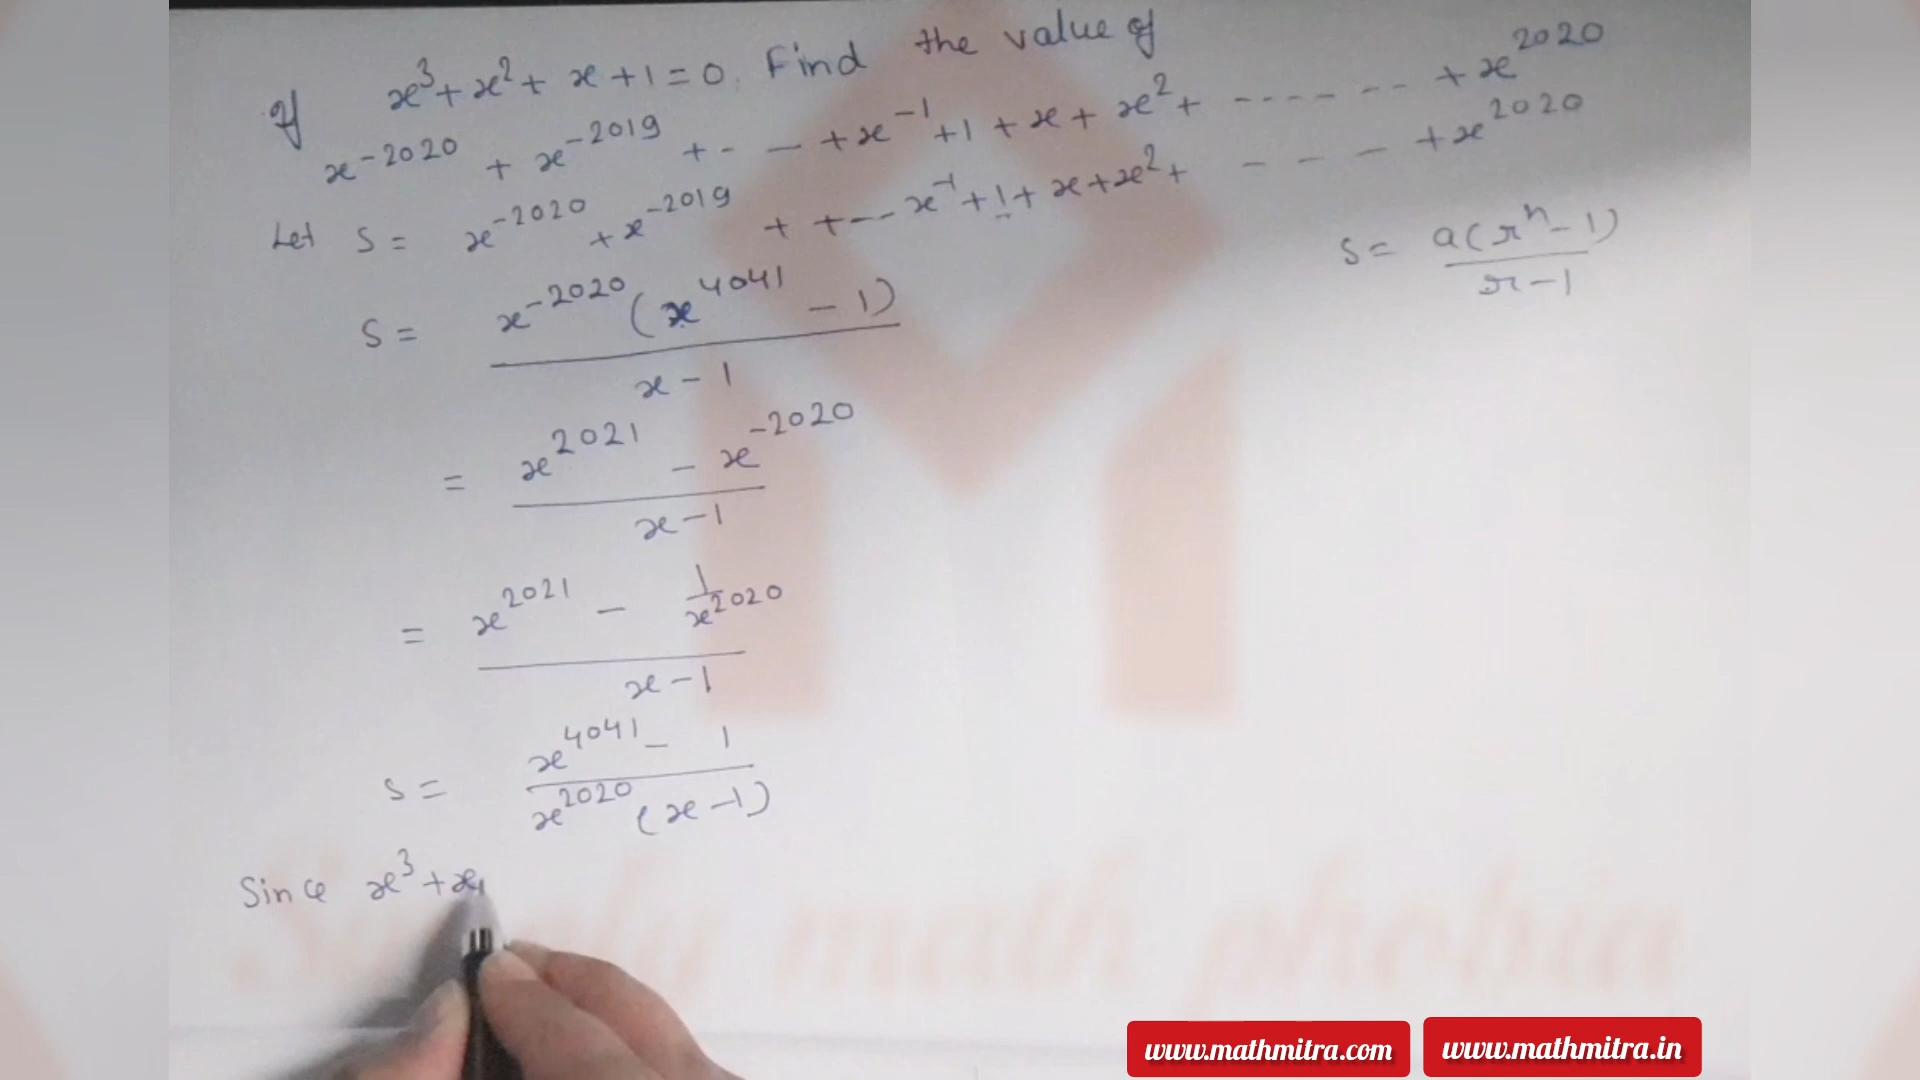 If x³ + x² + x + 1 = 0. Find the value of
x⁻²⁰²⁰ + x⁻²⁰¹⁹ + - — + x⁻¹ + 1 + x + x² + ------- + x²⁰²⁰
Let S = x⁻²⁰²⁰ + x⁻²⁰¹⁹ + + --- x⁻¹ + 1 + x + x² + - - - - + x²⁰²⁰
S = a(rⁿ - 1) / r - 1
S = x⁻²⁰²⁰ (x⁴⁰⁴¹ - 1) / x - 1
= x²⁰²¹ - x⁻²⁰²⁰ / x - 1
= x²⁰²¹ - 1/x²⁰²⁰ / x - 1
S = x⁴⁰⁴¹ - 1 / x²⁰²⁰ (x - 1)
Since x³ + x
www.mathmitra.com www.mathmitra.in